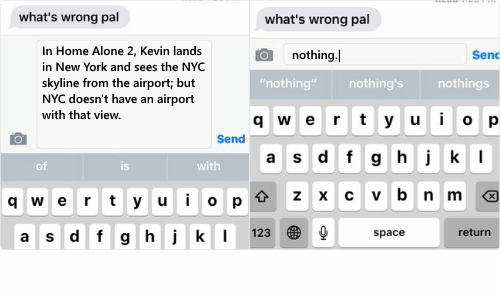 what's wrong pal
In Home Alone 2, Kevin lands
in New York and sees the NYC
skyline from the airport; but
NYC doesn't have an airport
with that view.
Send
of is with
q w e r t y u i o p
a s d f g h j k l
what's wrong pal
nothing.
Send
"nothing" nothing's nothings
q w e r t y u i o p
a s d f g h j k l
z x c v b n m
123 space return